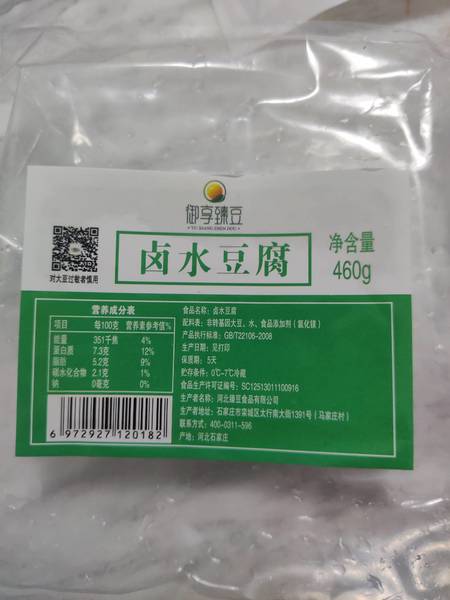 御享臻豆
YU XIANG ZHEN DOU
卤水豆腐
净含量
460g
对大豆过敏者慎用
营养成分表
项目 每100克 营养素参考值%
能量 351千焦 4%
蛋白质 7.3克 12%
脂肪 5.2克 9%
碳水化合物 2.1克 1%
钠 0毫克 0%
6 972927 120182
食品名称：卤水豆腐
配料表：非转基因大豆、水、食品添加剂（氯化镁）
产品执行标准：GB/T22106-2008
生产日期：见打印
保质期：5天
贮存条件：0℃-7℃冷藏
食品生产许可证编号：SC12513011100916
生产者名称：河北臻豆食品有限公司
生产者地址：石家庄市栾城区太行南大街1391号（马家庄村）
联系方式：400-0311-596
产地：河北石家庄